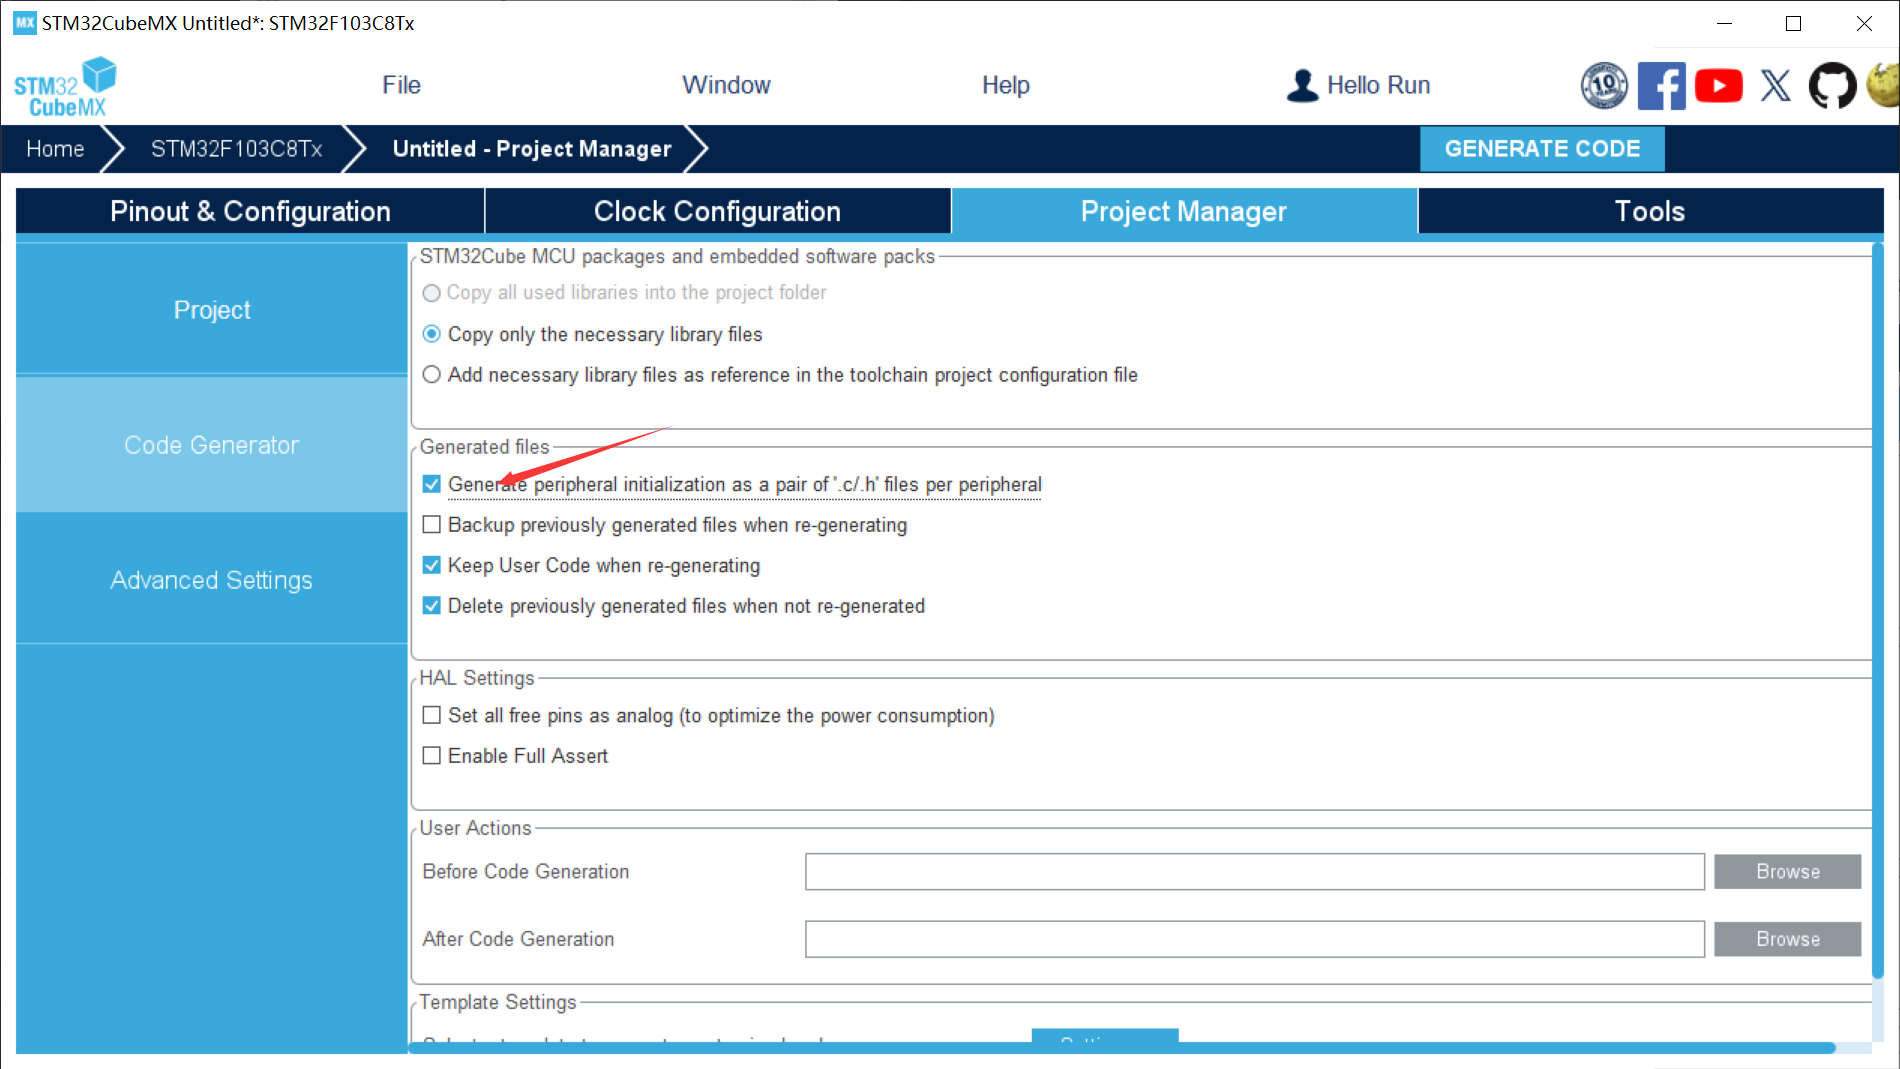 MX STM32CubeMX Untitled*: STM32F103C8Tx
STM32
CubeMX
File
Window
Help
Hello Run
10
Home
STM32F103C8Tx
Untitled - Project Manager
GENERATE CODE
Pinout & Configuration
Clock Configuration
Project Manager
Tools
Project
Code Generator
Advanced Settings
STM32Cube MCU packages and embedded software packs
Copy all used libraries into the project folder
Copy only the necessary library files
Add necessary library files as reference in the toolchain project configuration file
Generated files
Generate peripheral initialization as a pair of '.c/.h' files per peripheral
Backup previously generated files when re-generating
Keep User Code when re-generating
Delete previously generated files when not re-generated
HAL Settings
Set all free pins as analog (to optimize the power consumption)
Enable Full Assert
User Actions
Before Code Generation
Browse
After Code Generation
Browse
Template Settings